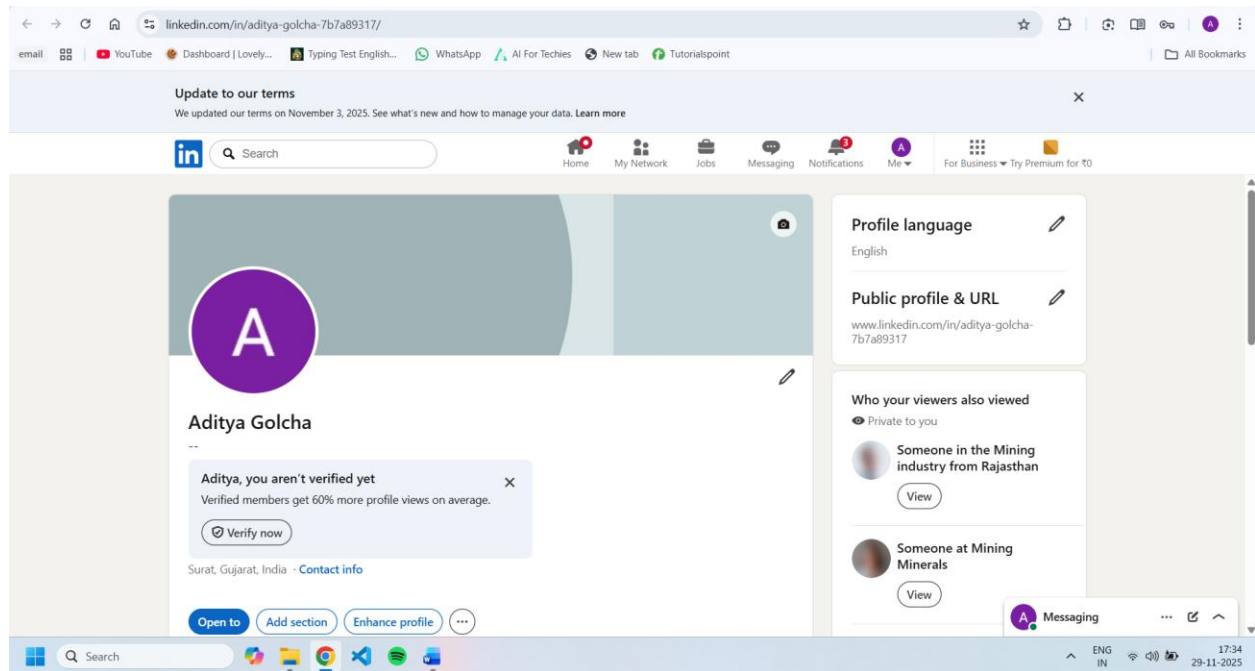 linkedin.com/in/aditya-golcha-7b7a89317/
A
email
YouTube
Dashboard | Lovely...
Typing Test English...
WhatsApp
AI For Techies
New tab
Tutorialspoint
All Bookmarks
Update to our terms
We updated our terms on November 3, 2025. See what's new and how to manage your data. Learn more
in
Search
Home
My Network
Jobs
Messaging
3
Notifications
A
Me
For Business
Try Premium for ₹0
A
Aditya Golcha
--
Aditya, you aren't verified yet
Verified members get 60% more profile views on average.
Verify now
Surat, Gujarat, India · Contact info
Open to
Add section
Enhance profile
Profile language
English
Public profile & URL
www.linkedin.com/in/aditya-golcha-
7b7a89317
Who your viewers also viewed
Private to you
Someone in the Mining
industry from Rajasthan
View
Someone at Mining
Minerals
View
A
Messaging
Search
ENG
IN
17:34
29-11-2025